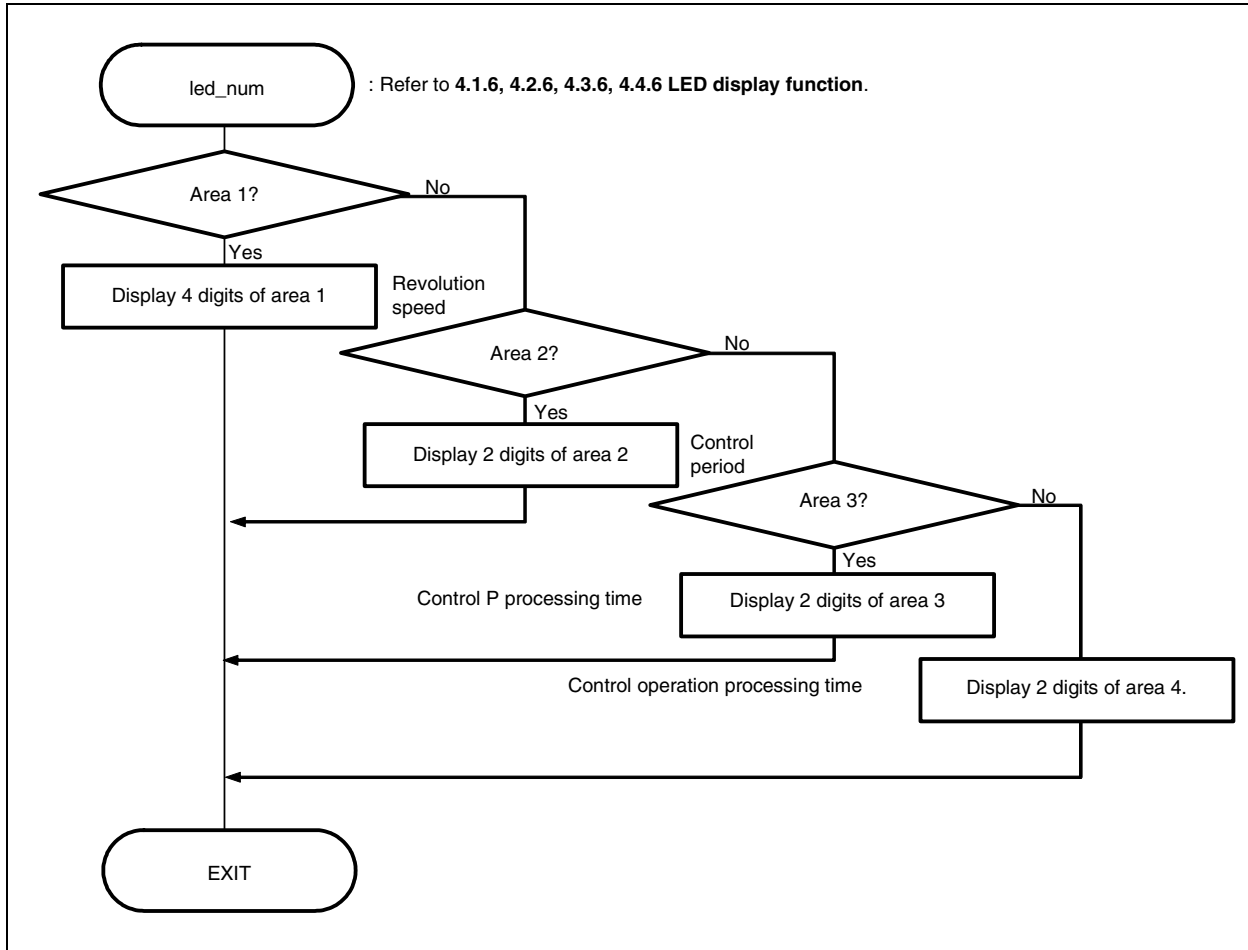 led_num
: Refer to 4.1.6, 4.2.6, 4.3.6, 4.4.6 LED display function.
Area 1?
No
Yes
Display 4 digits of area 1
Revolution
speed
Area 2?
No
Yes
Display 2 digits of area 2
Control
period
Area 3?
No
Yes
Control P processing time
Display 2 digits of area 3
Control operation processing time
Display 2 digits of area 4.
EXIT